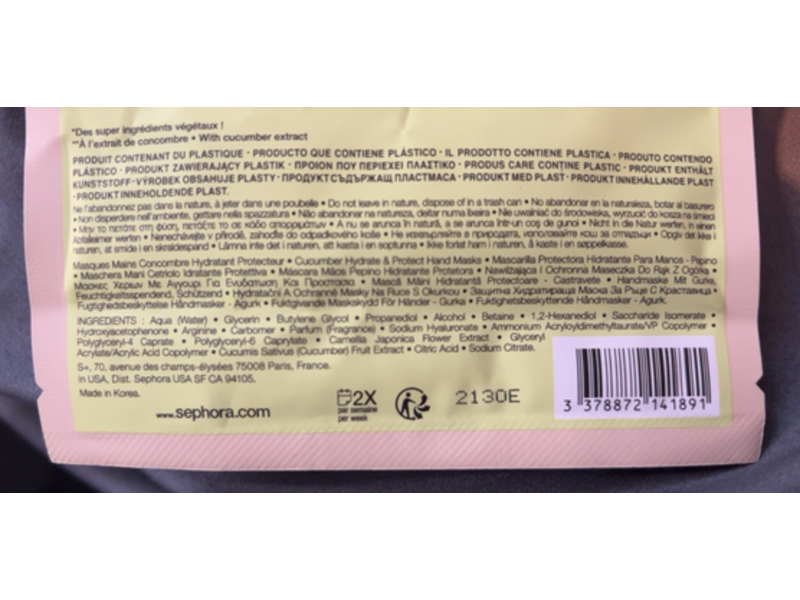 *Des super ingrédients végétaux !
**À l'extrait de concombre • With cucumber extract
PRODUIT CONTENANT DU PLASTIQUE · PRODUCTO QUE CONTIENE PLÁSTICO · IL PRODOTTO CONTIENE PLASTICA · PRODUTO CONTENDO
PLÁSTICO · PRODUKT ZAWIERAJĄCY PLASTIK · ΠΡΟΙΟΝ ΠΟΥ ΠΕΡΙΕΧΕΙ ΠΛΑΣΤΙΚΟ · PRODUS CARE CONȚINE PLASTIC · PRODUKT ENTHÄLT
KUNSTSTOFF · VÝROBEK OBSAHUJE PLASTY · ПРОДУКТ СЪДЪРЖАЩ ПЛАСТМАСА · PRODUKT MED PLAST · PRODUKT INNEHÅLLANDE PLAST
· PRODUKT INNEHOLDENDE PLAST.
Ne l'abandonnez pas dans la nature, à jeter dans une poubelle • Do not leave in nature, dispose of in a trash can • No abandonar en la naturaleza, botar al basurero
• Non disperdere nell'ambiente, gettare nella spazzatura • Não abandonar na natureza, deitar numa lixeira • Nie uwalniać do środowiska, wyrzucić do kosza na śmieci
• Μην το πετάτε στη φύση, πετάξτε το σε κάδο απορριμμάτων • A nu se arunca în natură, a se arunca într-un coș de gunoi • Nicht in die Natur werfen, in einen
Abfalleimer werfen • Nenechávejte v přírodě, zahoďte do odpadkového koše • Не изхвърляйте в природата, използвайте кош за отпадъци • Opgiv det ikke i
naturen, at smide i en skraldespand • Lämna inte det i naturen, att kasta i en soptunna • Ikke forlat ham i naturen, å kaste i en søppelkasse.
Masques Mains Concombre Hydratant Protecteur • Cucumber Hydrate & Protect Hand Masks • Mascarilla Protectora Hidratante Para Manos - Pepino
• Maschera Mani Cetriolo Idratante Protettiva • Máscara Mãos Pepino Hidratante Protetora • Nawilżająca I Ochronna Maseczka Do Rąk Z Ogórka •
Μασκες Χεριων Με Αγγουρι Για Ενυδατωση Και Προστασια • Mască Mâini Hidratantă Protectoare - Castravete • Handmaske Mit Gurke,
Feuchtigkeitsspendend, Schützend • Hydratační A Ochranné Masky Na Ruce S Okurkou • Защитна Хидратираща Маска За Ръце С Краставица •
Fugtighedsbeskyttelse Håndmasker - Agurk • Fuktgivande Maskskydd För Händer - Gurka • Fuktighetsbeskyttende Håndmasker - Agurk.
INGREDIENTS : Aqua (Water) • Glycerin • Butylene Glycol • Propanediol • Alcohol • Betaine • 1,2-Hexanediol • Saccharide Isomerate •
Hydroxyacetophenone • Arginine • Carbomer • Parfum (Fragrance) • Sodium Hyaluronate • Ammonium Acryloyldimethyltaurate/VP Copolymer •
Polyglyceryl-4 Caprate • Polyglyceryl-6 Caprylate • Camellia Japonica Flower Extract • Glyceryl
Acrylate/Acrylic Acid Copolymer • Cucumis Sativus (Cucumber) Fruit Extract • Citric Acid • Sodium Citrate.
S+, 70, avenue des champs-élysées 75008 Paris, France.
In USA, Dist. Sephora USA SF CA 94105.
Made in Korea.
www.sephora.com
2X
par semaine
per week
2130E
3 378872 141891